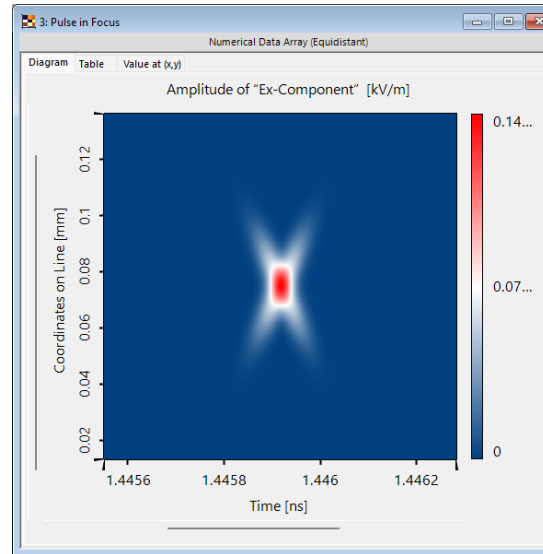 3: Pulse in Focus
Numerical Data Array (Equidistant)
Diagram Table Value at (x,y)
Amplitude of "Ex-Component" [kV/m]
0.14...
0.07...
0
Coordinates on Line [mm]
0.12
0.1
0.08
0.06
0.04
0.02
1.4456 1.4458 1.446 1.4462
Time [ns]